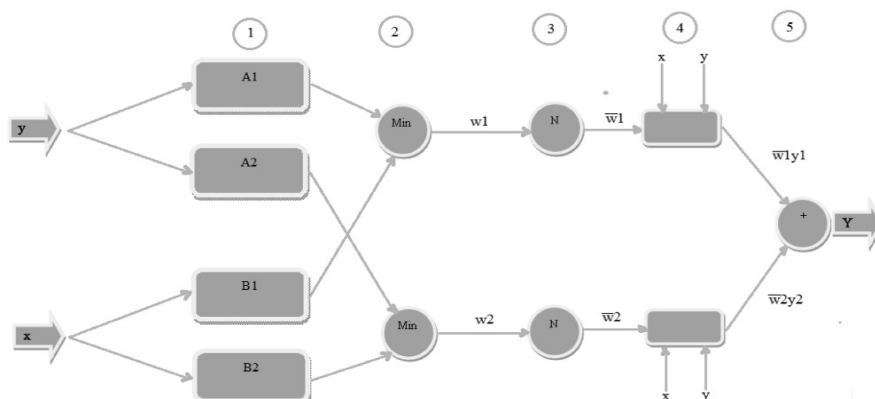 1 2 3 4 5
x y
A1
Min w1 N w̅1
y
A2
w̅1y1
+ Y
B1
w̅2y2
Min w2 N w̅2
x
B2
x y